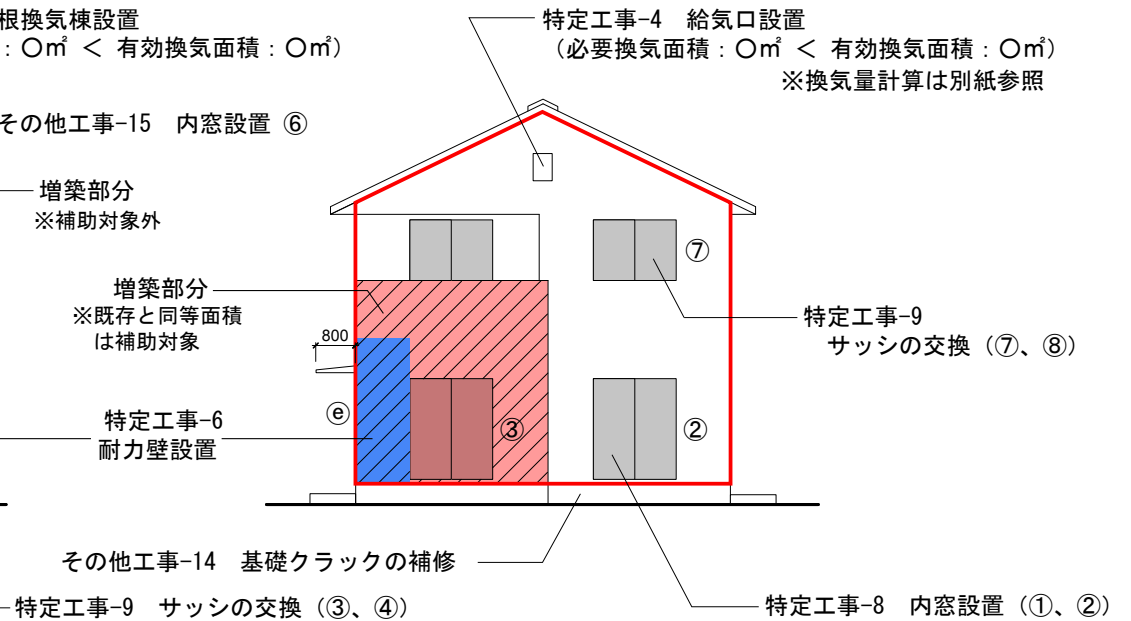 根換気棟設置
：○㎡ ＜ 有効換気面積：○㎡）
特定工事-4　給気口設置
（必要換気面積：○㎡ ＜ 有効換気面積：○㎡）
※換気量計算は別紙参照
その他工事-15　内窓設置 ⑥
増築部分
※補助対象外
⑦
増築部分
※既存と同等面積
は補助対象
特定工事-9
サッシの交換（⑦、⑧）
800
ⓔ
特定工事-6
耐力壁設置
③
②
その他工事-14　基礎クラックの補修
特定工事-9　サッシの交換（③、④）
特定工事-8　内窓設置（①、②）